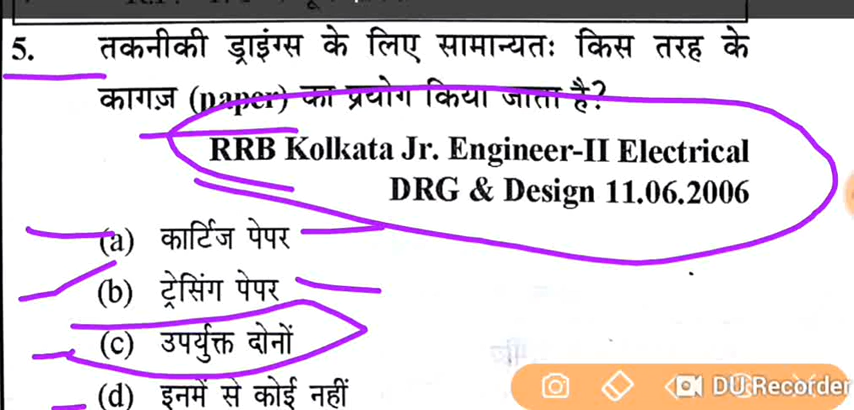 5. तकनीकी ड्राइंग्स के लिए सामान्यतः किस तरह के
कागज़ (paper) का प्रयोग किया जाता है?
RRB Kolkata Jr. Engineer-II Electrical
DRG & Design 11.06.2006
(a) कार्टिज पेपर
(b) ट्रेसिंग पेपर
(c) उपर्युक्त दोनों
(d) इनमें से कोई नहीं
DU Recorder